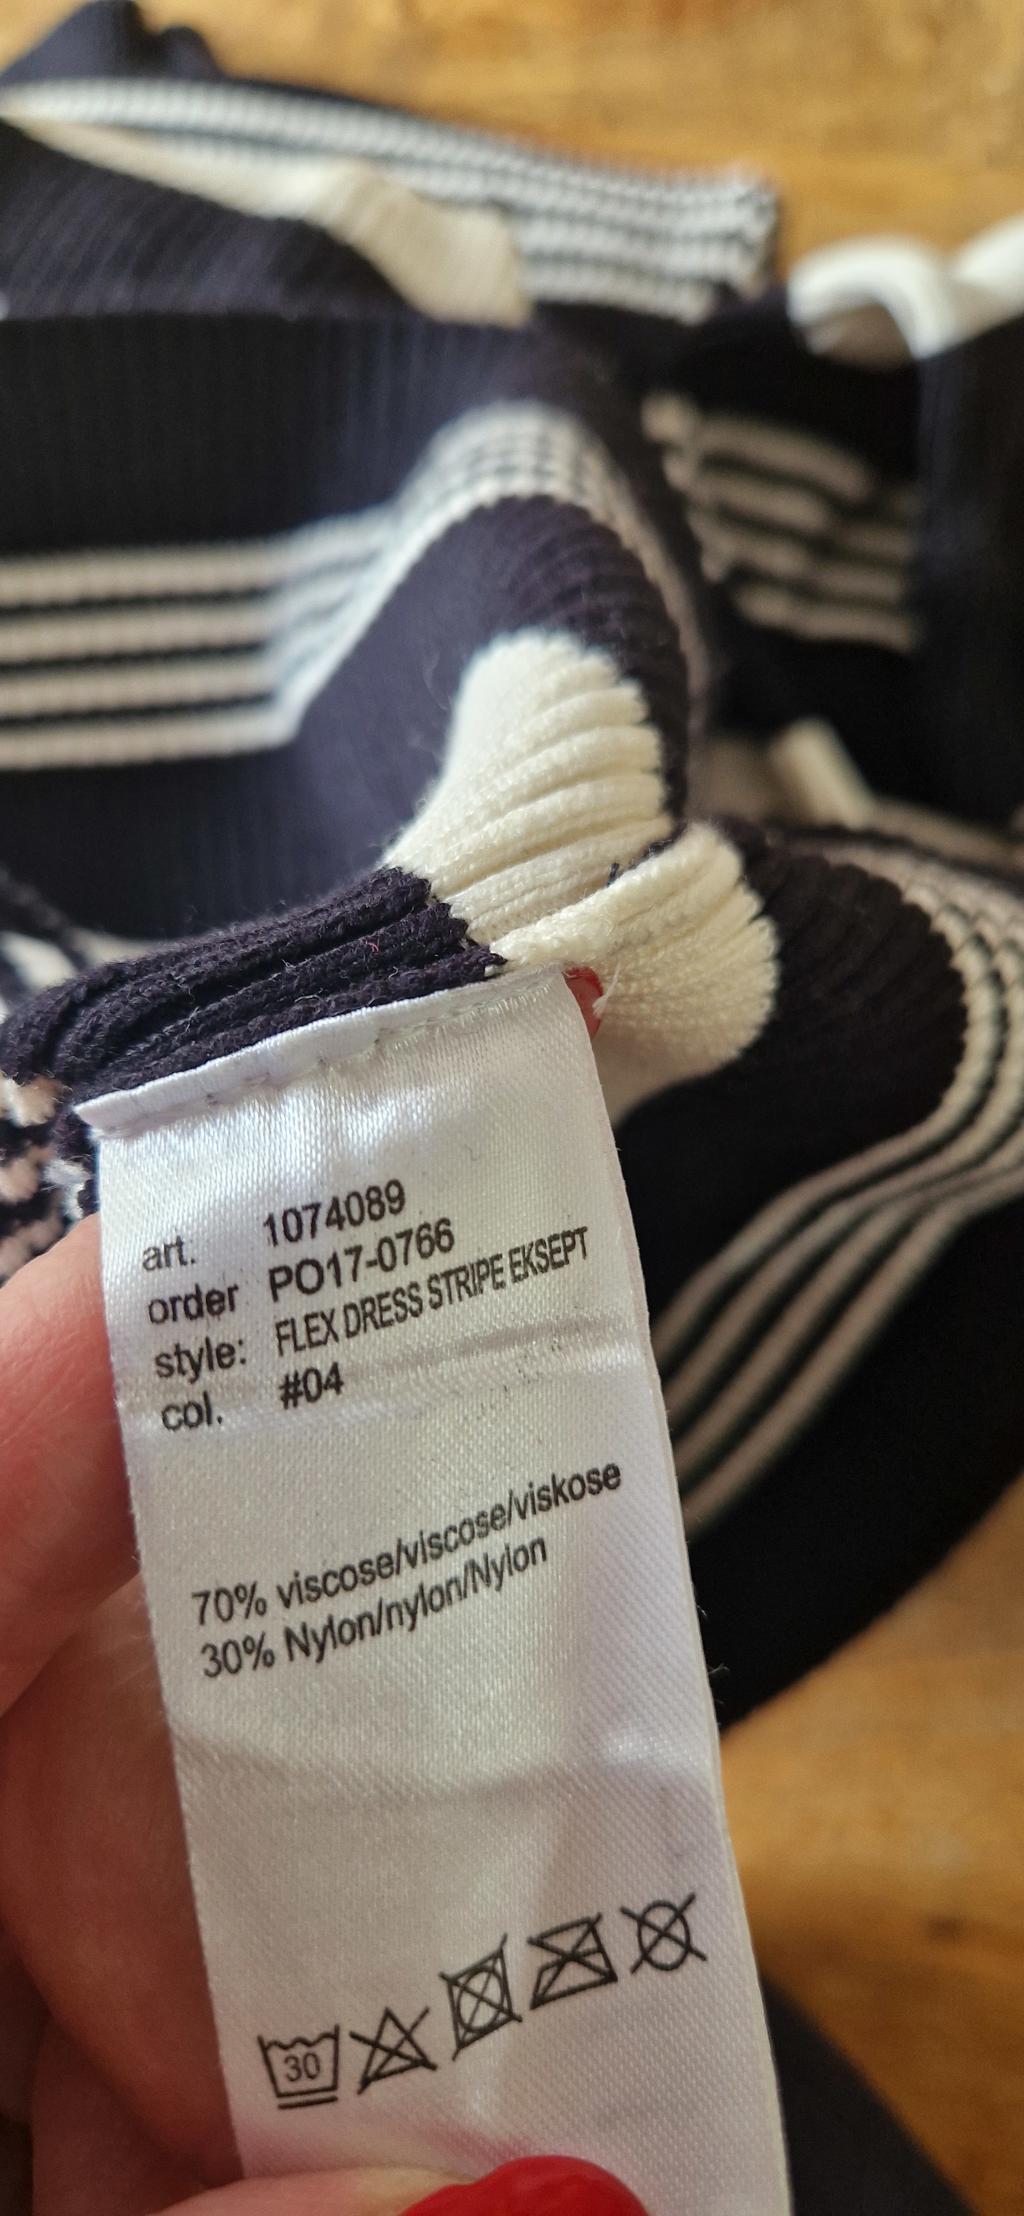 art. 1074089
order PO17-0766
style: FLEX DRESS STRIPE EKSEPT
col. #04
70% viscose/viscose/viskose
30% Nylon/nylon/Nylon
30